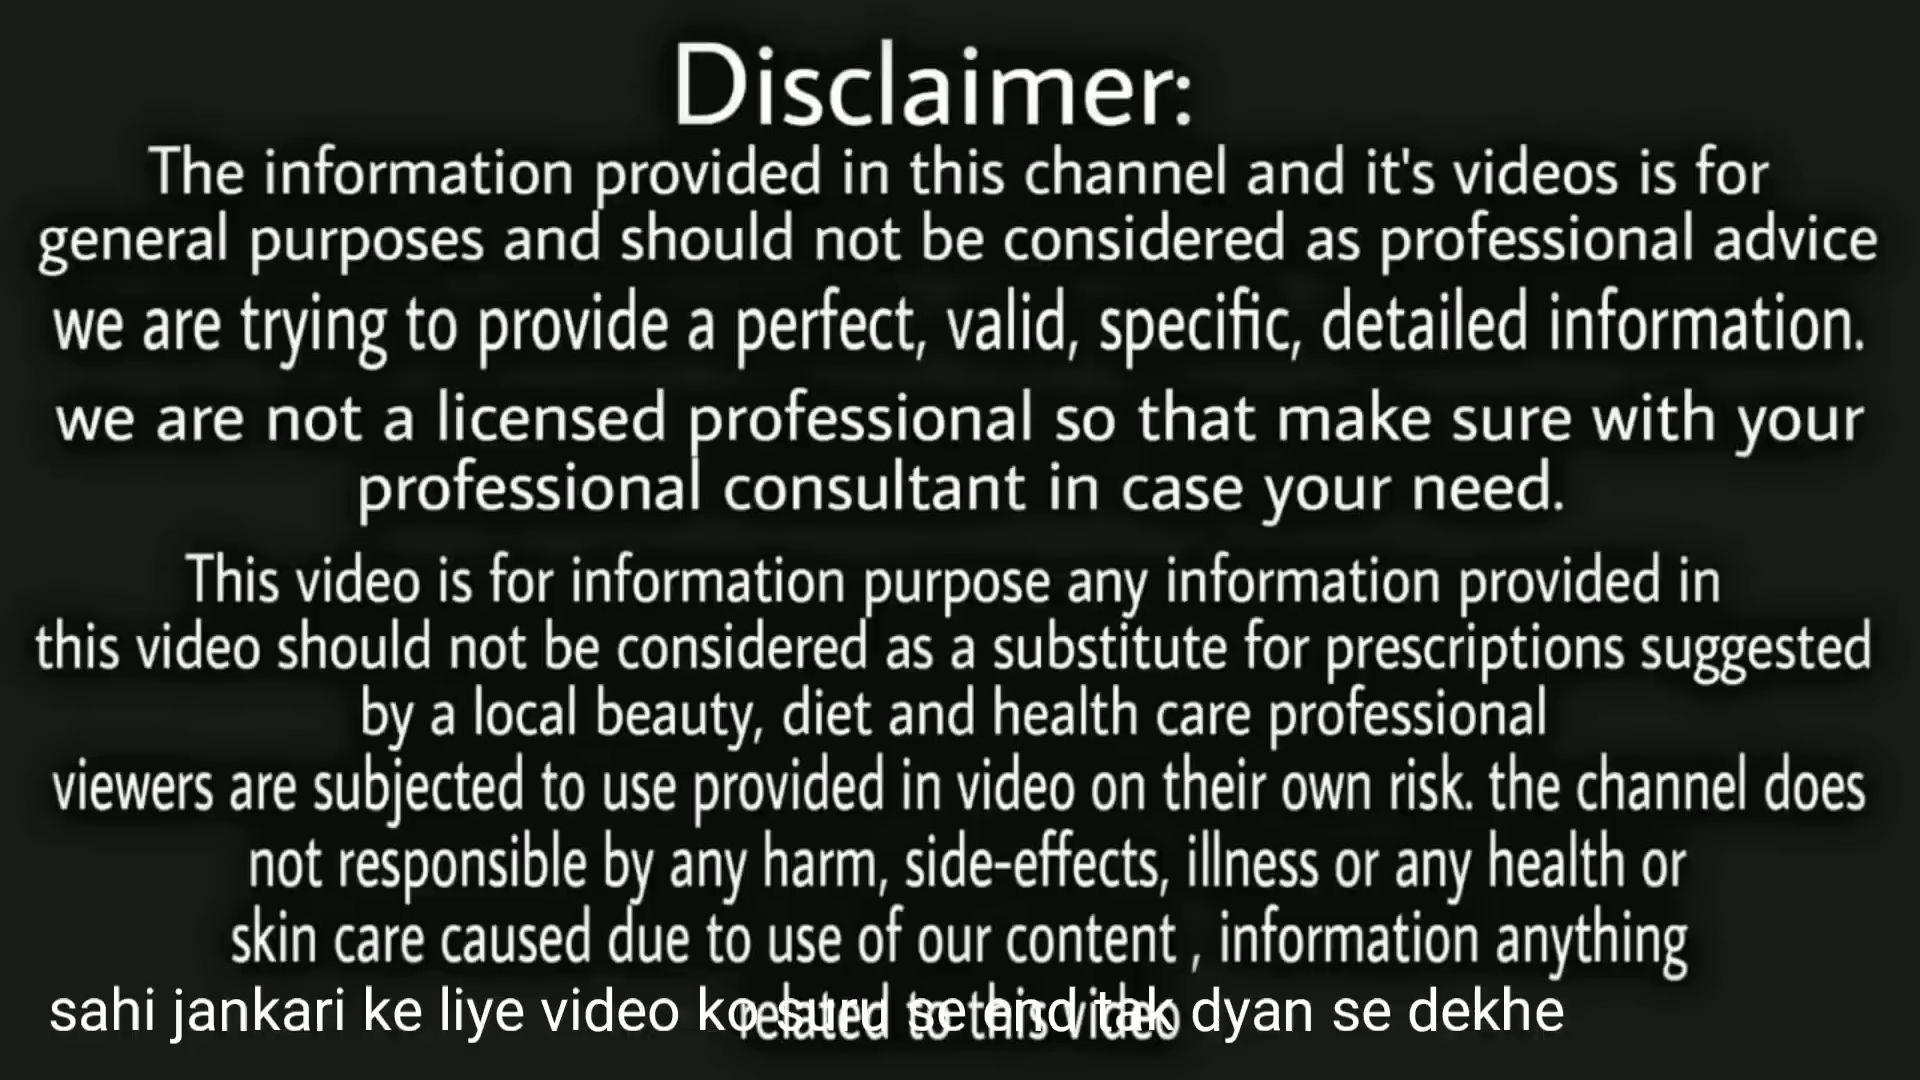 Disclaimer:
The information provided in this channel and it's videos is for
general purposes and should not be considered as professional advice
we are trying to provide a perfect, valid, specific, detailed information.
we are not a licensed professional so that make sure with your
professional consultant in case your need.
This video is for information purpose any information provided in
this video should not be considered as a substitute for prescriptions suggested
by a local beauty, diet and health care professional
viewers are subjected to use provided in video on their own risk. the channel does
not responsible by any harm, side-effects, illness or any health or
skin care caused due to use of our content , information anything
related to this video
sahi jankari ke liye video ko suru se end tak dyan se dekhe